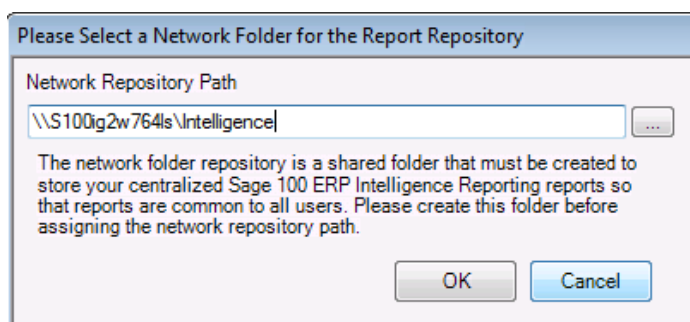 Please Select a Network Folder for the Report Repository
Network Repository Path
\\S100ig2w764ls\Intelligence
...
The network folder repository is a shared folder that must be created to
store your centralized Sage 100 ERP Intelligence Reporting reports so
that reports are common to all users. Please create this folder before
assigning the network repository path.
OK
Cancel